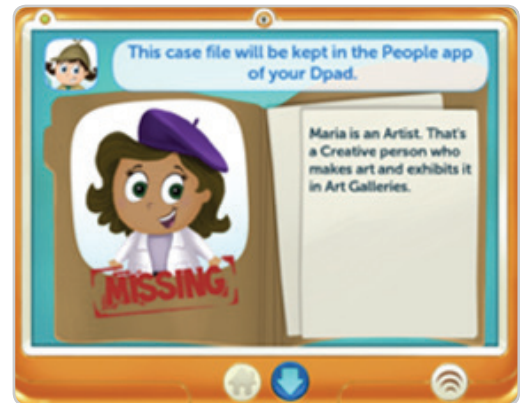 This case file will be kept in the People app
of your Dpad.
Maria is an Artist. That's
a Creative person who
makes art and exhibits it
in Art Galleries.
MISSING